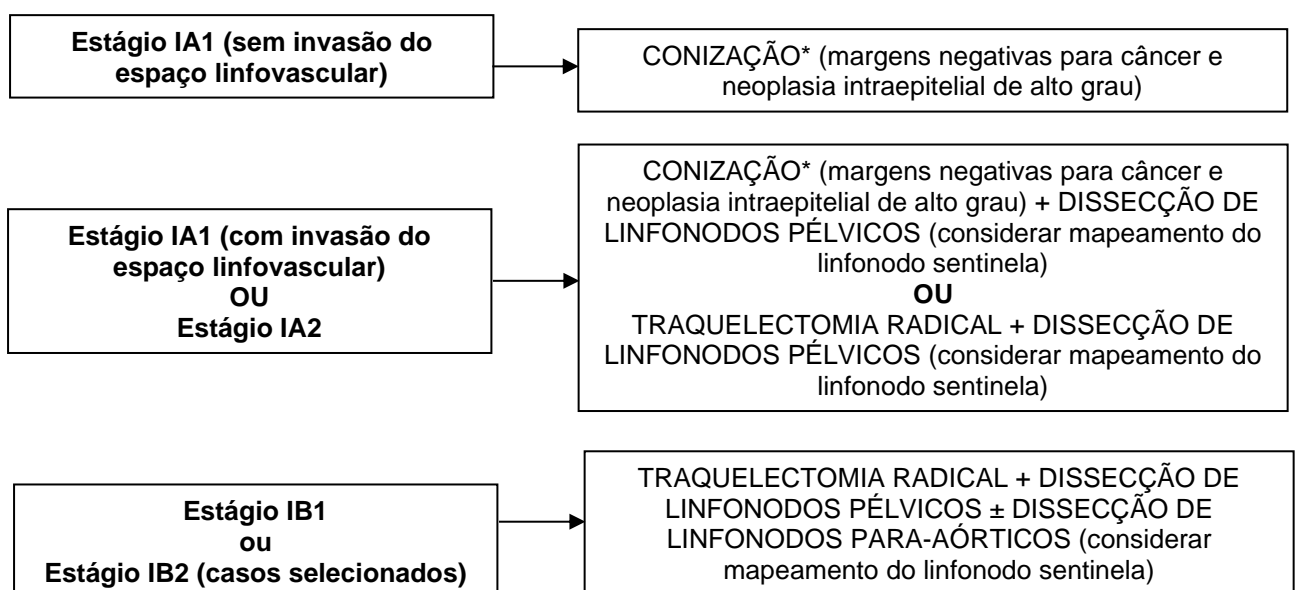 Estágio IA1 (sem invasão do
espaço linfovascular)
CONIZAÇÃO* (margens negativas para câncer e
neoplasia intraepitelial de alto grau)
Estágio IA1 (com invasão do
espaço linfovascular)
OU
Estágio IA2
CONIZAÇÃO* (margens negativas para câncer e
neoplasia intraepitelial de alto grau) + DISSECÇÃO DE
LINFONODOS PÉLVICOS (considerar mapeamento do
linfonodo sentinela)
OU
TRAQUELECTOMIA RADICAL + DISSECÇÃO DE
LINFONODOS PÉLVICOS (considerar mapeamento do
linfonodo sentinela)
Estágio IB1
ou
Estágio IB2 (casos selecionados)
TRAQUELECTOMIA RADICAL + DISSECÇÃO DE
LINFONODOS PÉLVICOS ± DISSECÇÃO DE
LINFONODOS PARA-AÓRTICOS (considerar
mapeamento do linfonodo sentinela)